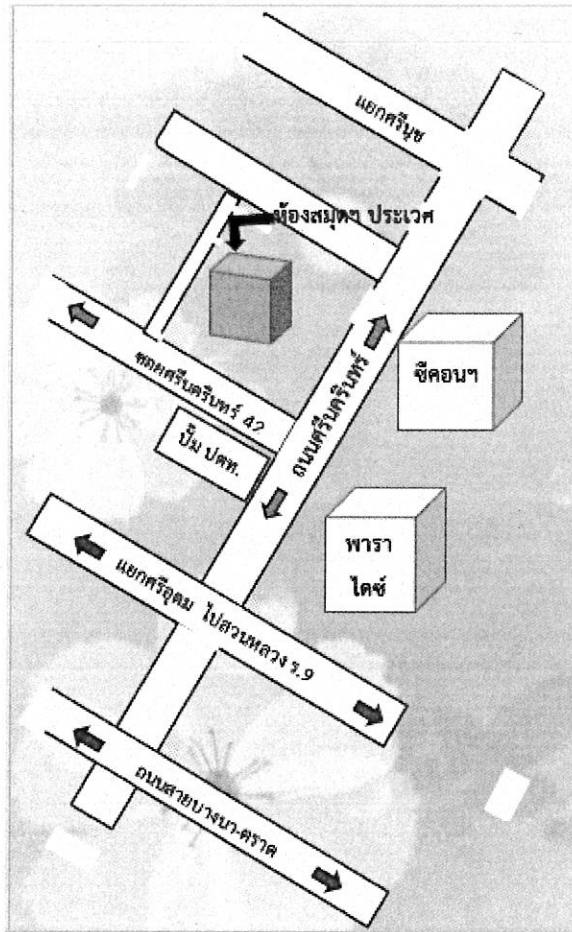 แยกศรีนุช
ห้องสมุดฯ ประเวศ
ซีคอนฯ
ถนนศรีนครินทร์
ซอยศรีนครินทร์ 42
ปั๊ม ปตท.
พารา
ไดซ์
แยกศรีอุดม ไปสวนหลวง ร.9
ถนนสายบางนา-ตราด